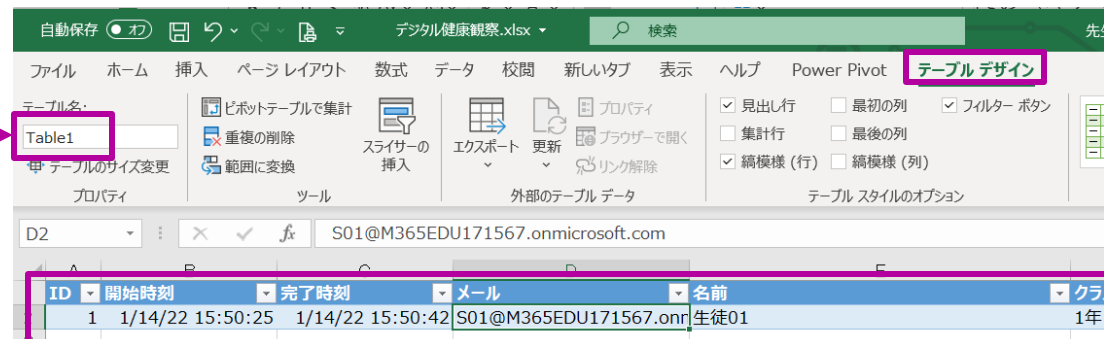 自動保存 オフ デジタル健康観察.xlsx 検索 先生
ファイル ホーム 挿入 ページ レイアウト 数式 データ 校閲 新しいタブ 表示 ヘルプ Power Pivot テーブル デザイン
テーブル名:
Table1
テーブルのサイズ変更
プロパティ
ピボットテーブルで集計
重複の削除
範囲に変換
スライサーの
挿入
ツール
エクスポート 更新
プロパティ
ブラウザーで開く
リンク解除
外部のテーブル データ
見出し行 最初の列 フィルター ボタン
集計行 最後の列
縞模様 (行) 縞模様 (列)
テーブル スタイルのオプション
D2 fx S01@M365EDU171567.onmicrosoft.com
ID 開始時刻 完了時刻 メール 名前 クラ
1 1/14/22 15:50:25 1/14/22 15:50:42 S01@M365EDU171567.onn 生徒01 1年